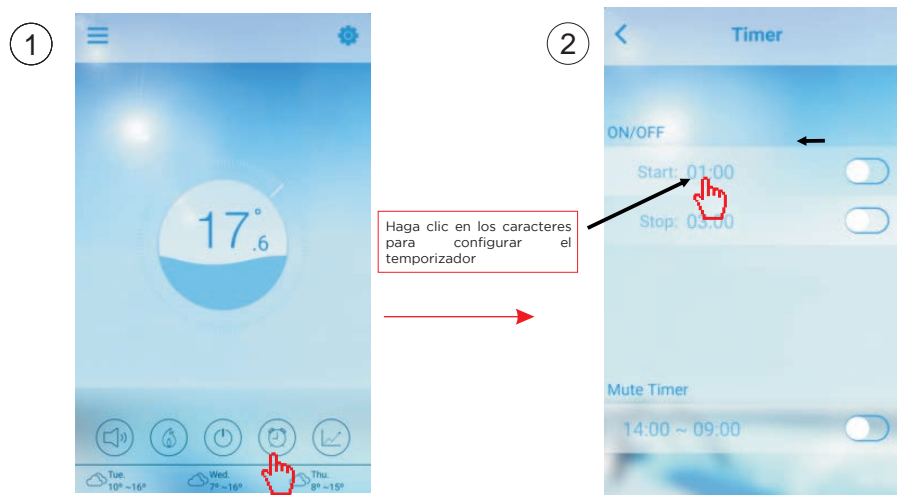 1
17°.6
Tue.
10° ~16°
Wed.
7° ~16°
Thu.
8° ~15°
Haga clic en los caracteres
para configurar el
temporizador
2
Timer
ON/OFF
Start: 01:00
Stop: 03:00
Mute Timer
14:00 ~ 09:00